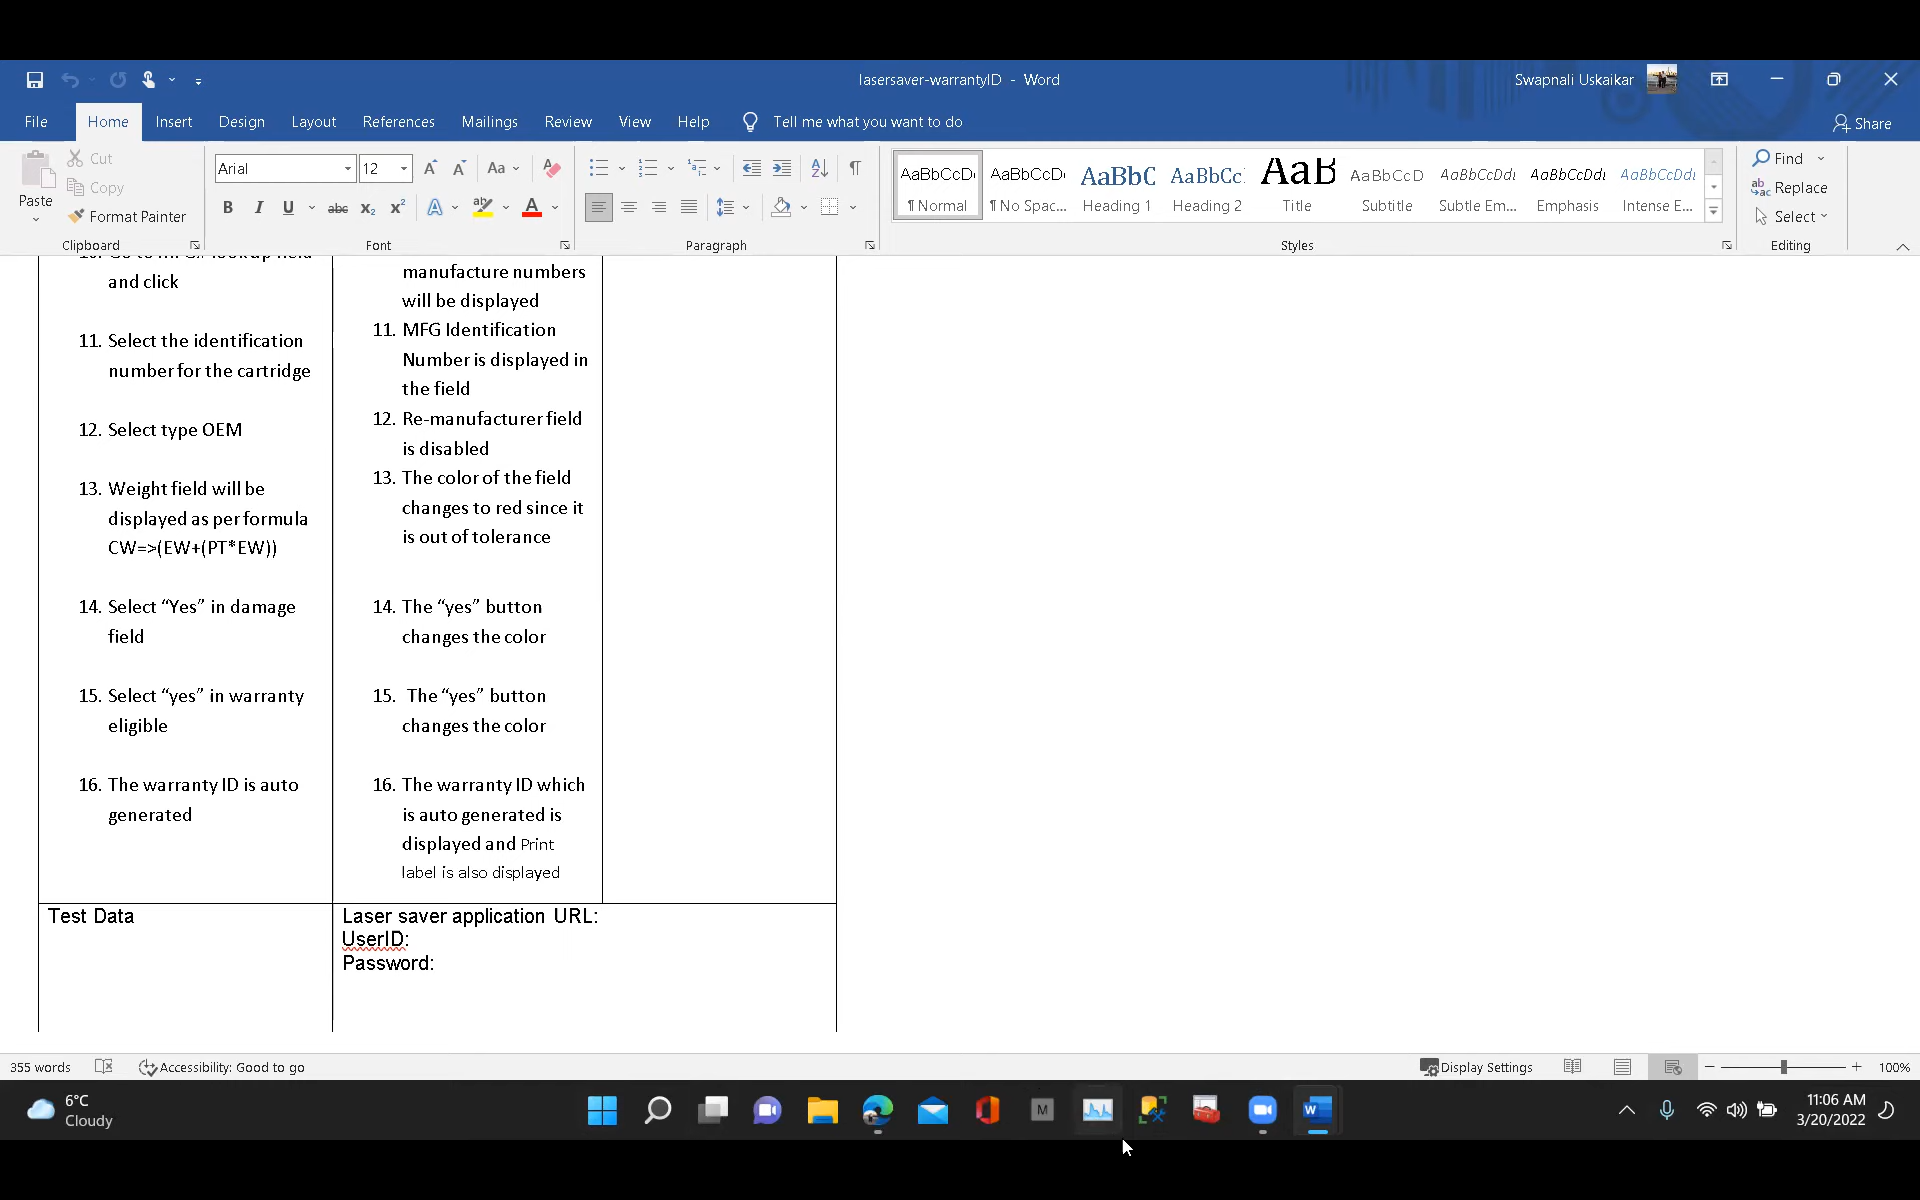 lasersaver-warrantyID - Word
Swapnali Uskaikar
File Home Insert Design Layout References Mailings Review View Help Tell me what you want to do
Share
Paste
Cut
Copy
Format Painter
Clipboard
Arial 12
Font
Paragraph
AaBbCcDc AaBbCcDc AaBbC AaBbCc AaB AaBbCcD AaBbCcDdI AaBbCcDdI AaBbCcDdI
¶ Normal ¶ No Spac... Heading 1 Heading 2 Title Subtitle Subtle Em... Emphasis Intense E...
Styles
Find
Replace
Select
Editing
and click
11. Select the identification
number for the cartridge
12. Select type OEM
13. Weight field will be
displayed as per formula
CW=>(EW+(PT*EW))
14. Select “Yes” in damage
field
15. Select “yes” in warranty
eligible
16. The warranty ID is auto
generated
manufacture numbers
will be displayed
11. MFG Identification
Number is displayed in
the field
12. Re-manufacturer field
is disabled
13. The color of the field
changes to red since it
is out of tolerance
14. The “yes” button
changes the color
15. The “yes” button
changes the color
16. The warranty ID which
is auto generated is
displayed and Print
label is also displayed
Test Data
Laser saver application URL:
UserID:
Password:
355 words
Accessibility: Good to go
Display Settings
100%
6°C
Cloudy
11:06 AM
3/20/2022